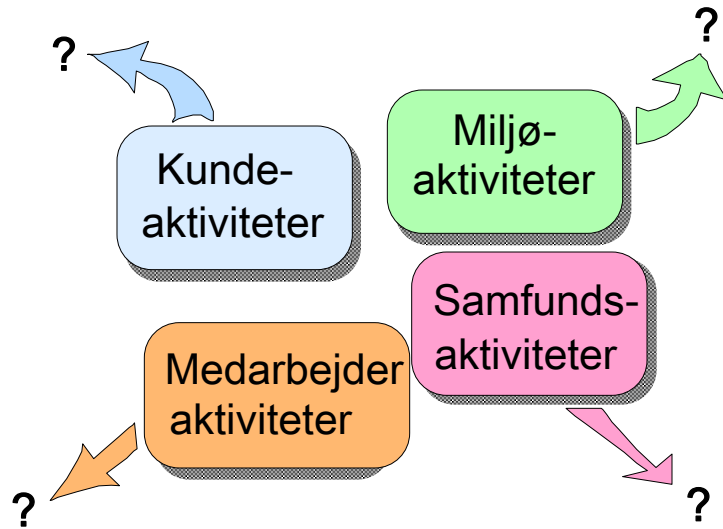 ?
?
Kunde-
aktiviteter
Miljø-
aktiviteter
Samfunds-
aktiviteter
Medarbejder
aktiviteter
?
?